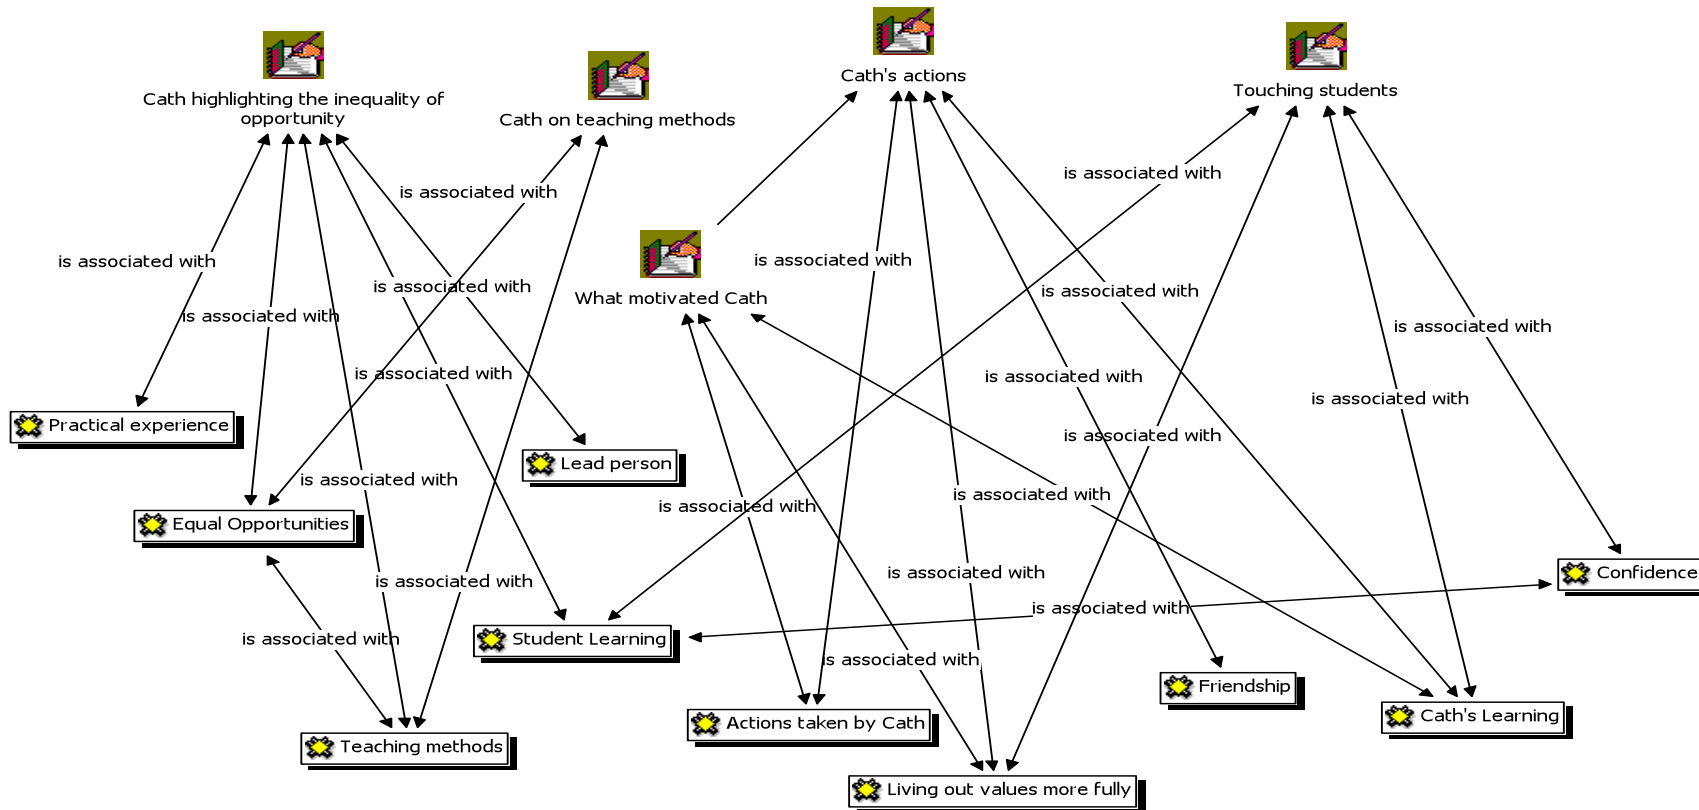 Cath's actions
Touching students
Cath highlighting the inequality of
opportunity
Cath on teaching methods
is associated with
is associated with
is associated with
is associated with
is associated with
is associated with
What motivated Cath
is associated with
is associated with
is associated with
is associated with
is associated with
is associated with
Practical experience
is associated with
Lead person
is associated with
is associated with
is associated with
Equal Opportunities
is associated with
is associated with
Confidence
is associated with
is associated with
Student Learning
is associated with
Friendship
Actions taken by Cath
Cath's Learning
Teaching methods
Living out values more fully